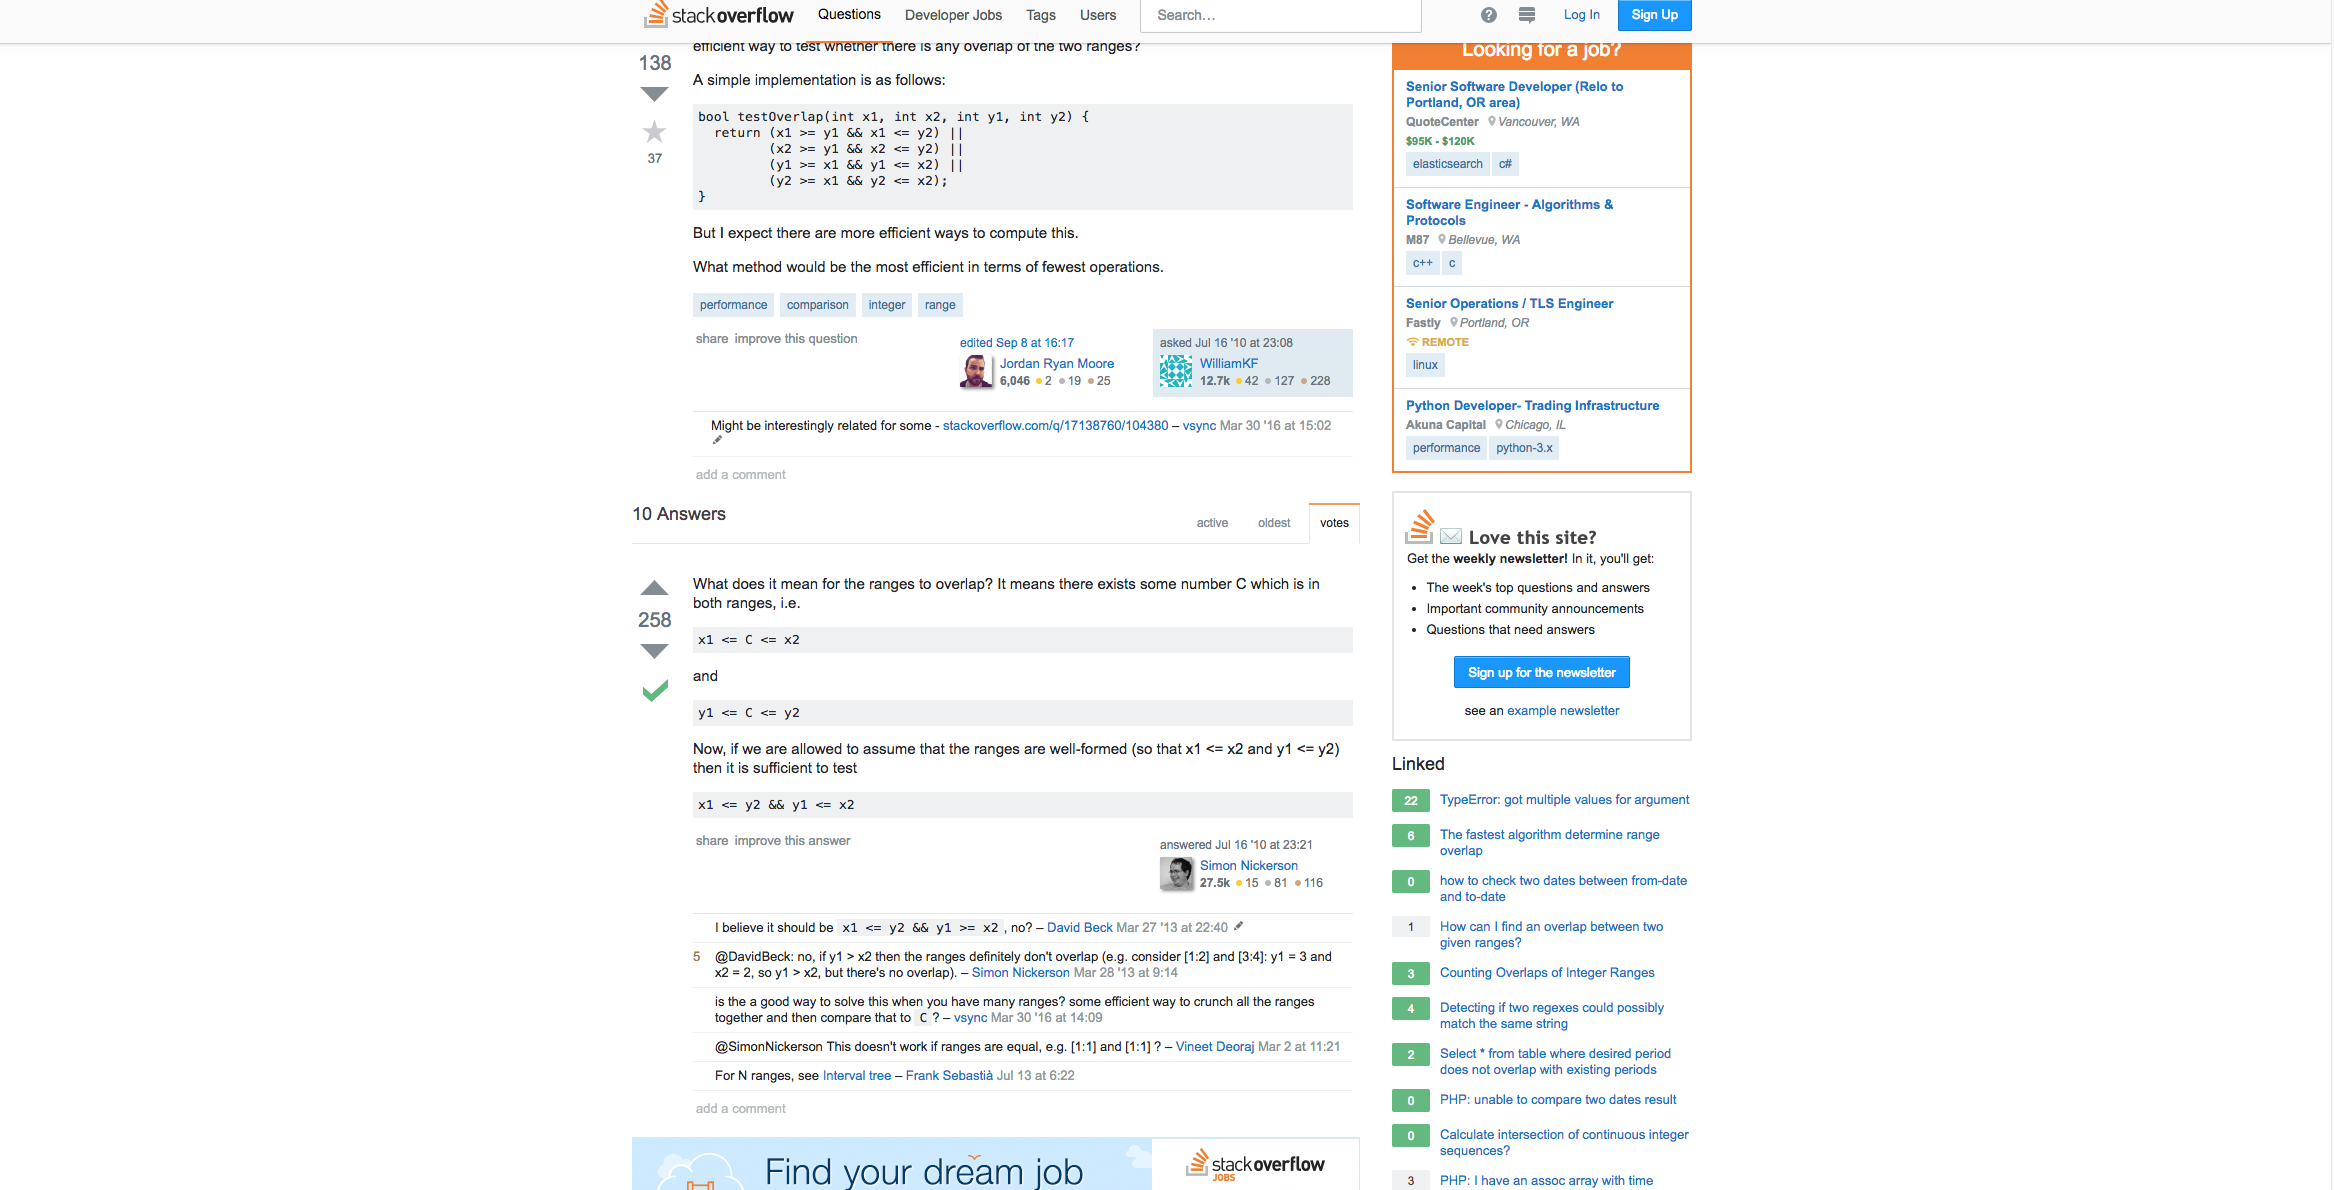 stackoverflow
Questions
Developer Jobs
Tags
Users
Search...
Log In
Sign Up
efficient way to test whether there is any overlap of the two ranges?
138
37
A simple implementation is as follows:
bool testOverlap(int x1, int x2, int y1, int y2) {
return (x1 >= y1 && x1 <= y2) ||
(x2 >= y1 && x2 <= y2) ||
(y1 >= x1 && y1 <= x2) ||
(y2 >= x1 && y2 <= x2);
}
But I expect there are more efficient ways to compute this.
What method would be the most efficient in terms of fewest operations.
performance comparison integer range
share improve this question
edited Sep 8 at 16:17
Jordan Ryan Moore
6,046 2 19 25
asked Jul 16 '10 at 23:08
WilliamKF
12.7k 42 127 228
Might be interestingly related for some - stackoverflow.com/q/17138760/104380 – vsync Mar 30 '16 at 15:02
add a comment
10 Answers
active
oldest
votes
258
What does it mean for the ranges to overlap? It means there exists some number C which is in
both ranges, i.e.
x1 <= C <= x2
and
y1 <= C <= y2
Now, if we are allowed to assume that the ranges are well-formed (so that x1 <= x2 and y1 <= y2)
then it is sufficient to test
x1 <= y2 && y1 <= x2
share improve this answer
answered Jul 16 '10 at 23:21
Simon Nickerson
27.5k 15 81 116
I believe it should be x1 <= y2 && y1 >= x2 , no? – David Beck Mar 27 '13 at 22:40
5 @DavidBeck: no, if y1 > x2 then the ranges definitely don't overlap (e.g. consider [1:2] and [3:4]: y1 = 3 and
x2 = 2, so y1 > x2, but there's no overlap). – Simon Nickerson Mar 28 '13 at 9:14
is the a good way to solve this when you have many ranges? some efficient way to crunch all the ranges
together and then compare that to C ? – vsync Mar 30 '16 at 14:09
@SimonNickerson This doesn't work if ranges are equal, e.g. [1:1] and [1:1] ? – Vineet Deoraj Mar 2 at 11:21
For N ranges, see Interval tree – Frank Sebastià Jul 13 at 6:22
add a comment
Find your dream job
stackoverflow
JOBS
Looking for a job?
Senior Software Developer (Relo to
Portland, OR area)
QuoteCenter Vancouver, WA
$95K - $120K
elasticsearch c#
Software Engineer - Algorithms &
Protocols
M87 Bellevue, WA
c++ c
Senior Operations / TLS Engineer
Fastly Portland, OR
REMOTE
linux
Python Developer- Trading Infrastructure
Akuna Capital Chicago, IL
performance python-3.x
Love this site?
Get the weekly newsletter! In it, you'll get:
• The week's top questions and answers
• Important community announcements
• Questions that need answers
Sign up for the newsletter
see an example newsletter
Linked
22 TypeError: got multiple values for argument
6 The fastest algorithm determine range
overlap
0 how to check two dates between from-date
and to-date
1 How can I find an overlap between two
given ranges?
3 Counting Overlaps of Integer Ranges
4 Detecting if two regexes could possibly
match the same string
2 Select * from table where desired period
does not overlap with existing periods
0 PHP: unable to compare two dates result
0 Calculate intersection of continuous integer
sequences?
3 PHP: I have an assoc array with time